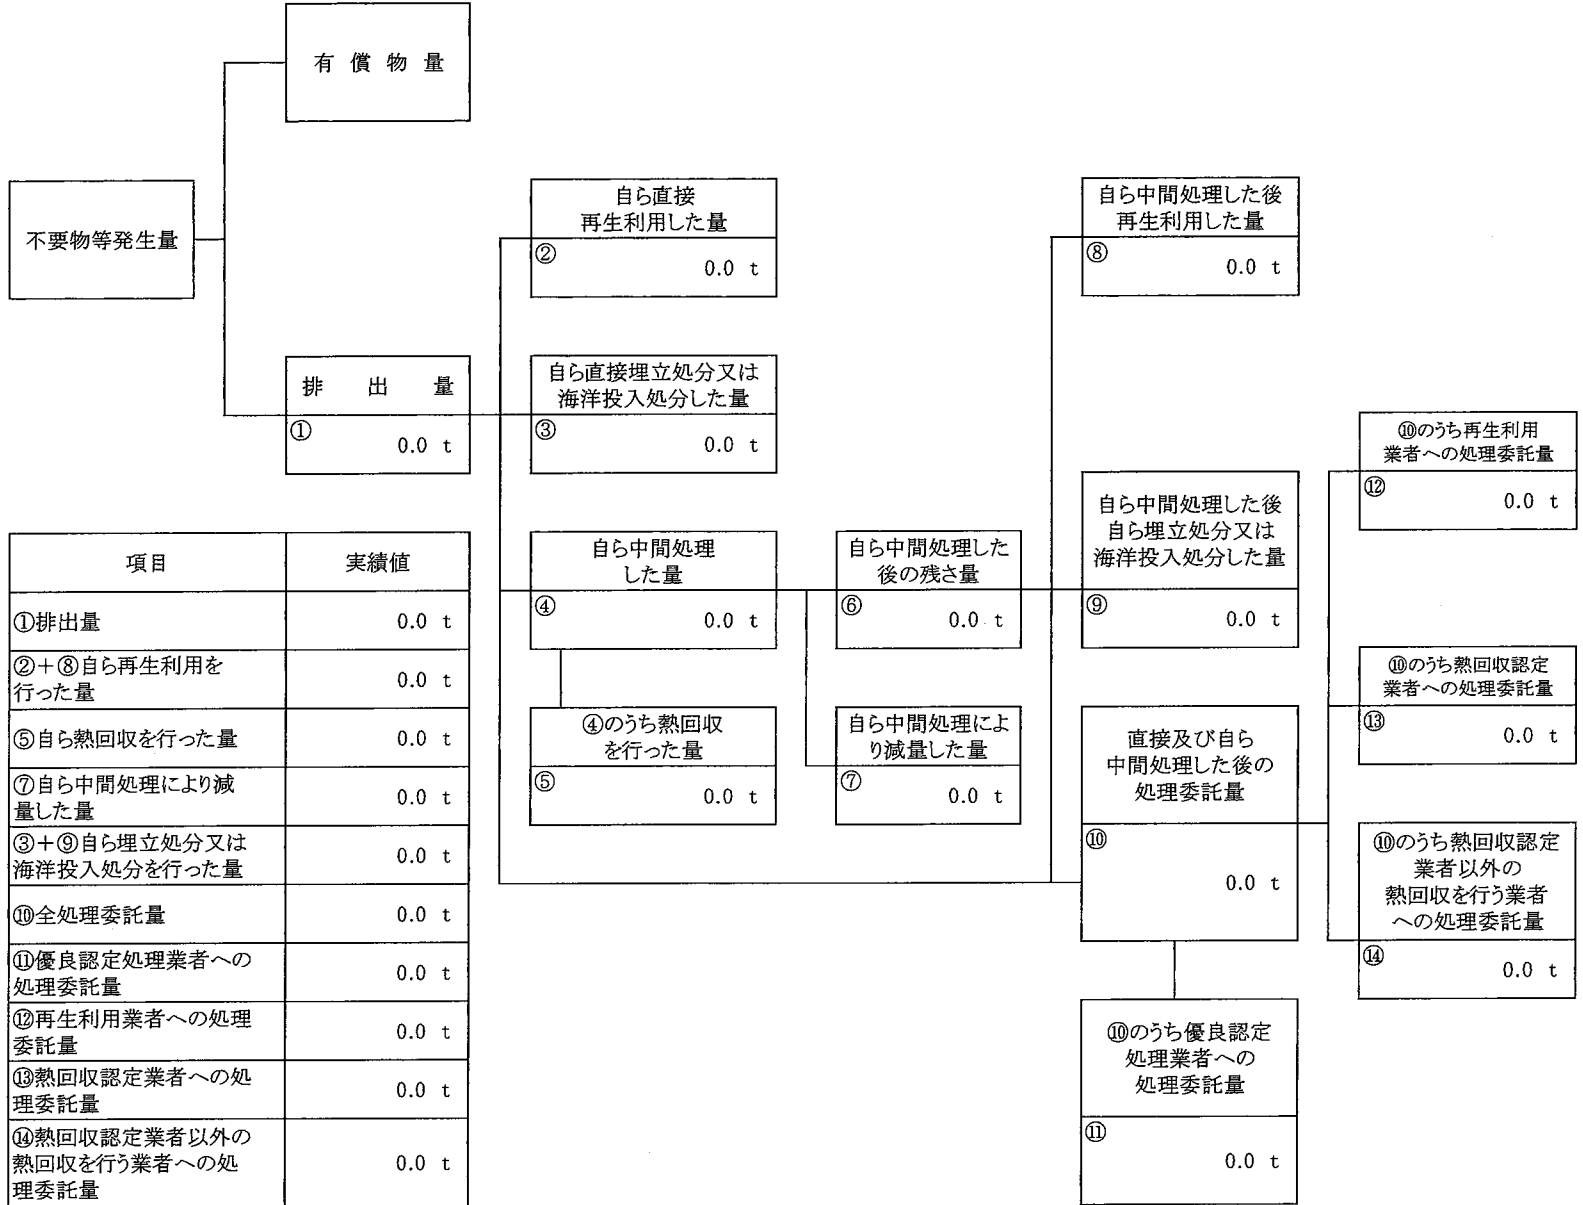 有償物量
不要物等発生量
排出量
①
0.0 t
自ら直接
再生利用した量
②
0.0 t
自ら直接埋立処分又は
海洋投入処分した量
③
0.0 t
自ら中間処理
した量
④
0.0 t
④のうち熱回収
を行った量
⑤
0.0 t
自ら中間処理した
後の残さ量
⑥
0.0 t
自ら中間処理によ
り減量した量
⑦
0.0 t
自ら中間処理した後
再生利用した量
⑧
0.0 t
自ら中間処理した後
自ら埋立処分又は
海洋投入処分した量
⑨
0.0 t
直接及び自ら
中間処理した後の
処理委託量
⑩
0.0 t
⑩のうち優良認定
処理業者への
処理委託量
⑪
0.0 t
⑩のうち再生利用
業者への処理委託量
⑫
0.0 t
⑩のうち熱回収認定
業者への処理委託量
⑬
0.0 t
⑩のうち熱回収認定
業者以外の
熱回収を行う業者
への処理委託量
⑭
0.0 t
項目 実績値
①排出量 0.0 t
②+⑧自ら再生利用を
行った量 0.0 t
⑤自ら熱回収を行った量 0.0 t
⑦自ら中間処理により減
量した量 0.0 t
③+⑨自ら埋立処分又は
海洋投入処分を行った量 0.0 t
⑩全処理委託量 0.0 t
⑪優良認定処理業者への
処理委託量 0.0 t
⑫再生利用業者への処理
委託量 0.0 t
⑬熱回収認定業者への処
理委託量 0.0 t
⑭熱回収認定業者以外の
熱回収を行う業者への処
理委託量 0.0 t